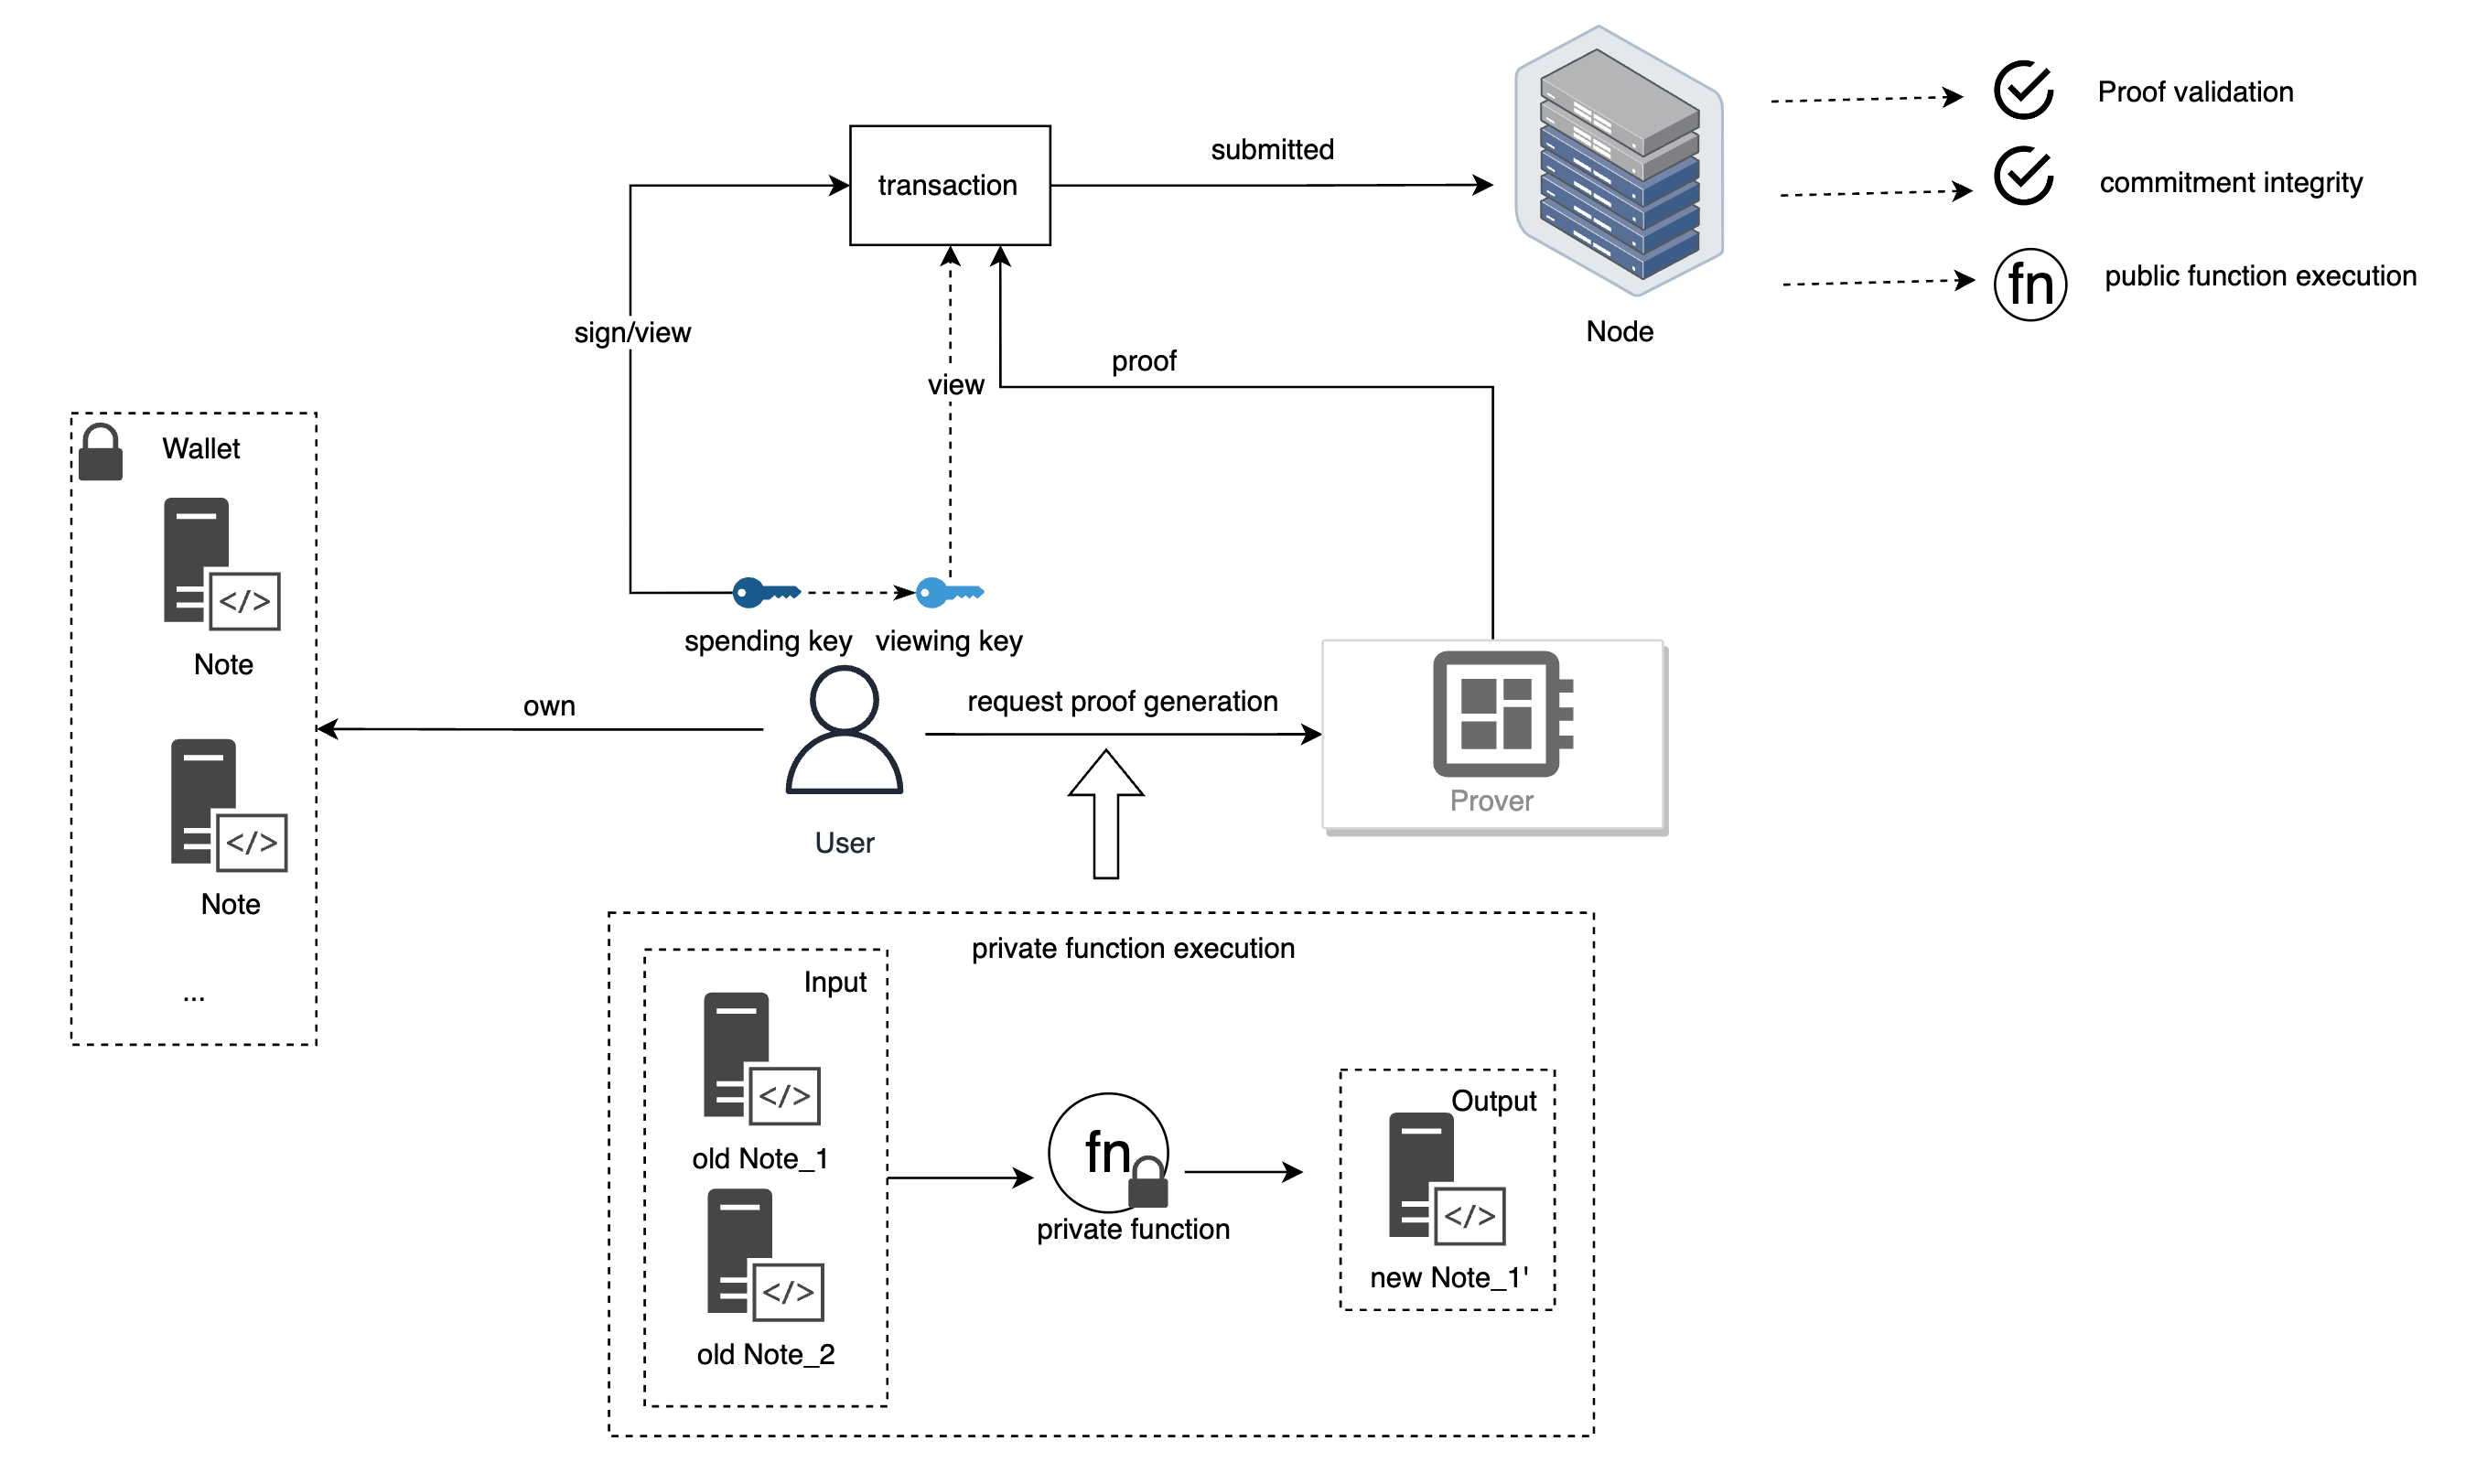 Proof validation
submitted
transaction
commitment integrity
fn
public function execution
Node
sign/view
proof
view
Wallet
</>
Note
spending key
viewing key
own
request proof generation
Prover
</>
User
Note
...
private function execution
Input
</>
old Note_1
fn
private function
Output
</>
new Note_1'
</>
old Note_2